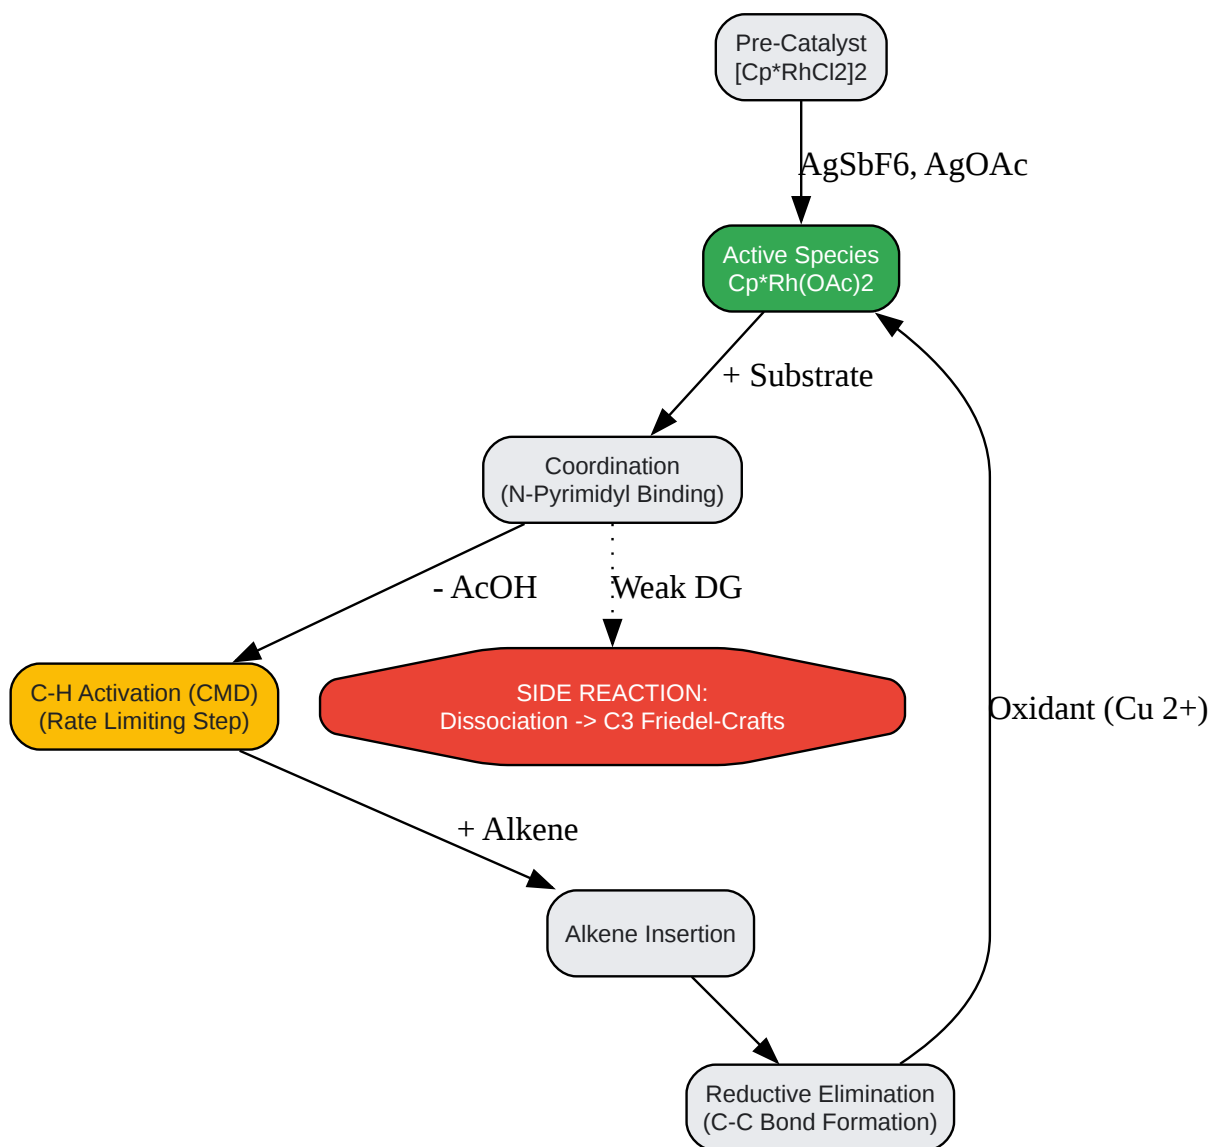 Pre-Catalyst
[Cp*RhCl2]2
AgSbF6, AgOAc
Active Species
Cp*Rh(OAc)2
+ Substrate
Coordination
(N-Pyrimidyl Binding)
- AcOH
Weak DG
C-H Activation (CMD)
(Rate Limiting Step)
SIDE REACTION:
Dissociation -> C3 Friedel-Crafts
Oxidant (Cu 2+)
+ Alkene
Alkene Insertion
Reductive Elimination
(C-C Bond Formation)